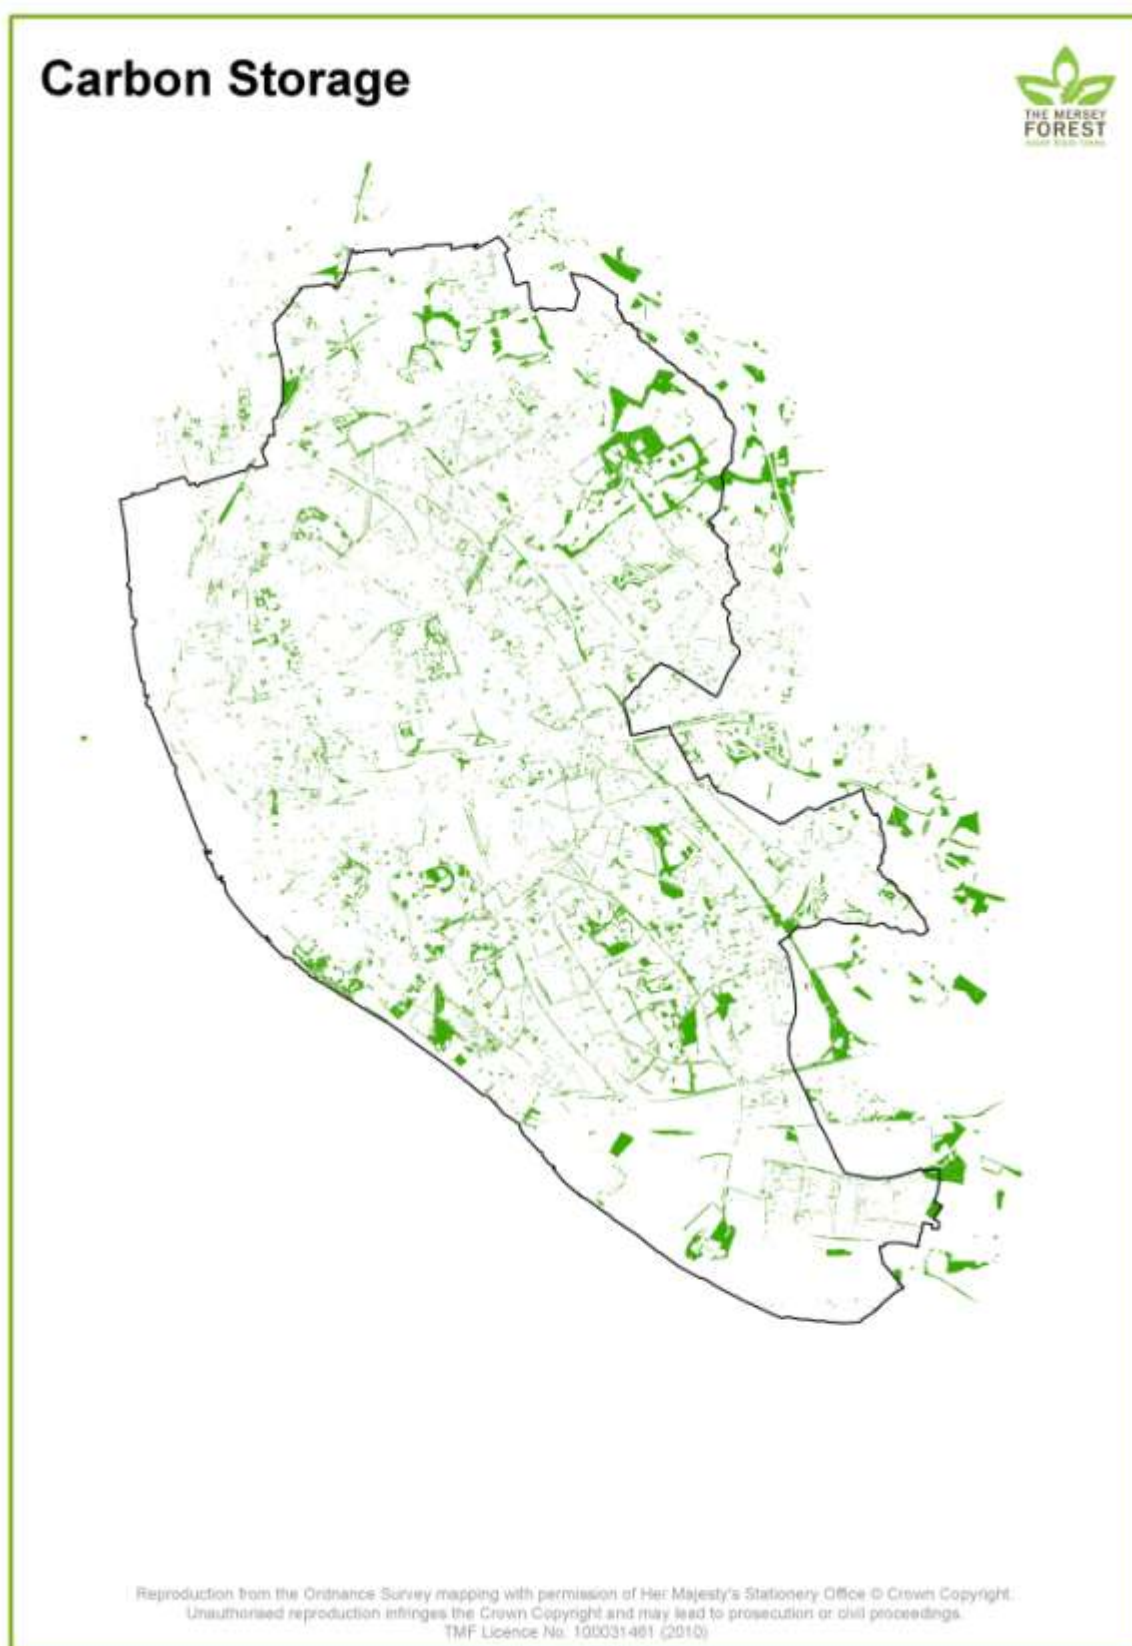 Carbon Storage
THE MERSEY
FOREST
Reproduction from the Ordnance Survey mapping with permission of Her Majesty's Stationery Office © Crown Copyright.
Unauthorised reproduction infringes the Crown Copyright and may lead to prosecution or civil proceedings.
TMF Licence No. 100031461 (2010)